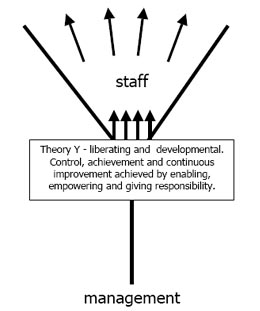 staff
Theory Y - liberating and developmental.
Control, achievement and continuous
improvement achieved by enabling,
empowering and giving responsibility.
management